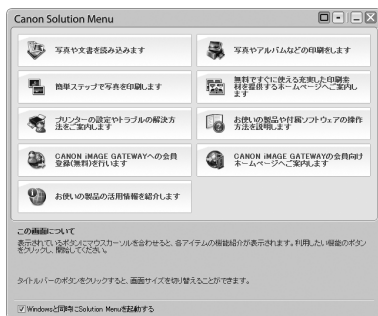 Canon Solution Menu
写真や文書を読み込みます
写真やアルバムなどの印刷をします
簡単ステップで写真を印刷します
無料ですぐに使える充実した印刷素
材を提供するホームページへご案内し
ます
プリンターの設定やトラブルの解決方
法をご案内します
お使いの製品や付属ソフトウェアの操作
方法を説明します
CANON iMAGE GATEWAYへの会員
登録(無料)を行います
CANON iMAGE GATEWAYの会員向け
ホームページへご案内します
お使いの製品の活用情報を紹介します
この画面について
表示されているボタンにマウスカーソルを合わせると、各アイテムの機能紹介が表示されます。利用したい機能のボタン
をクリックし、開始してください。
タイトルバーのボタンをクリックすると、画面サイズを切り替えることができます。
Windowsと同時にSolution Menuを起動する